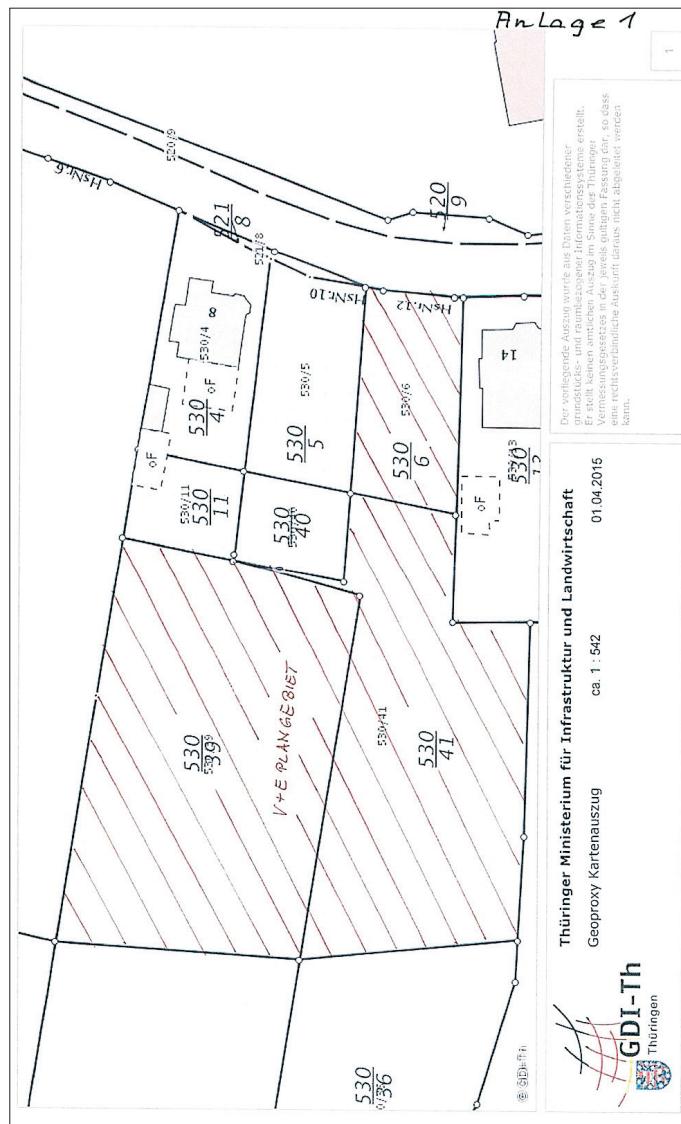 Anlage 1
1
520/9
HsNr.6
521
8
521/8
520
9
HsNr.10
HsNr.12
8
530/4
oF
530
4
530/5
530
5
530/6
530
6
14
oF
oF
530/11
530
11
530
40
530
39
V+E PLANGEBIET
530/41
530
41
530
36
© GDI-Th
Der vorliegende Auszug wurde aus Daten verschiedener
grundstücks- und raumbezogener Informationssysteme erstellt.
Er stellt keinen amtlichen Auszug im Sinne des Thüringer
Vermessungsgesetzes in der jeweils gültigen Fassung dar, so dass
eine rechtsverbindliche Auskunft daraus nicht abgeleitet werden
kann.
Thüringer Ministerium für Infrastruktur und Landwirtschaft
Geoproxy Kartenauszug ca. 1 : 542 01.04.2015
GDI-Th
Thüringen